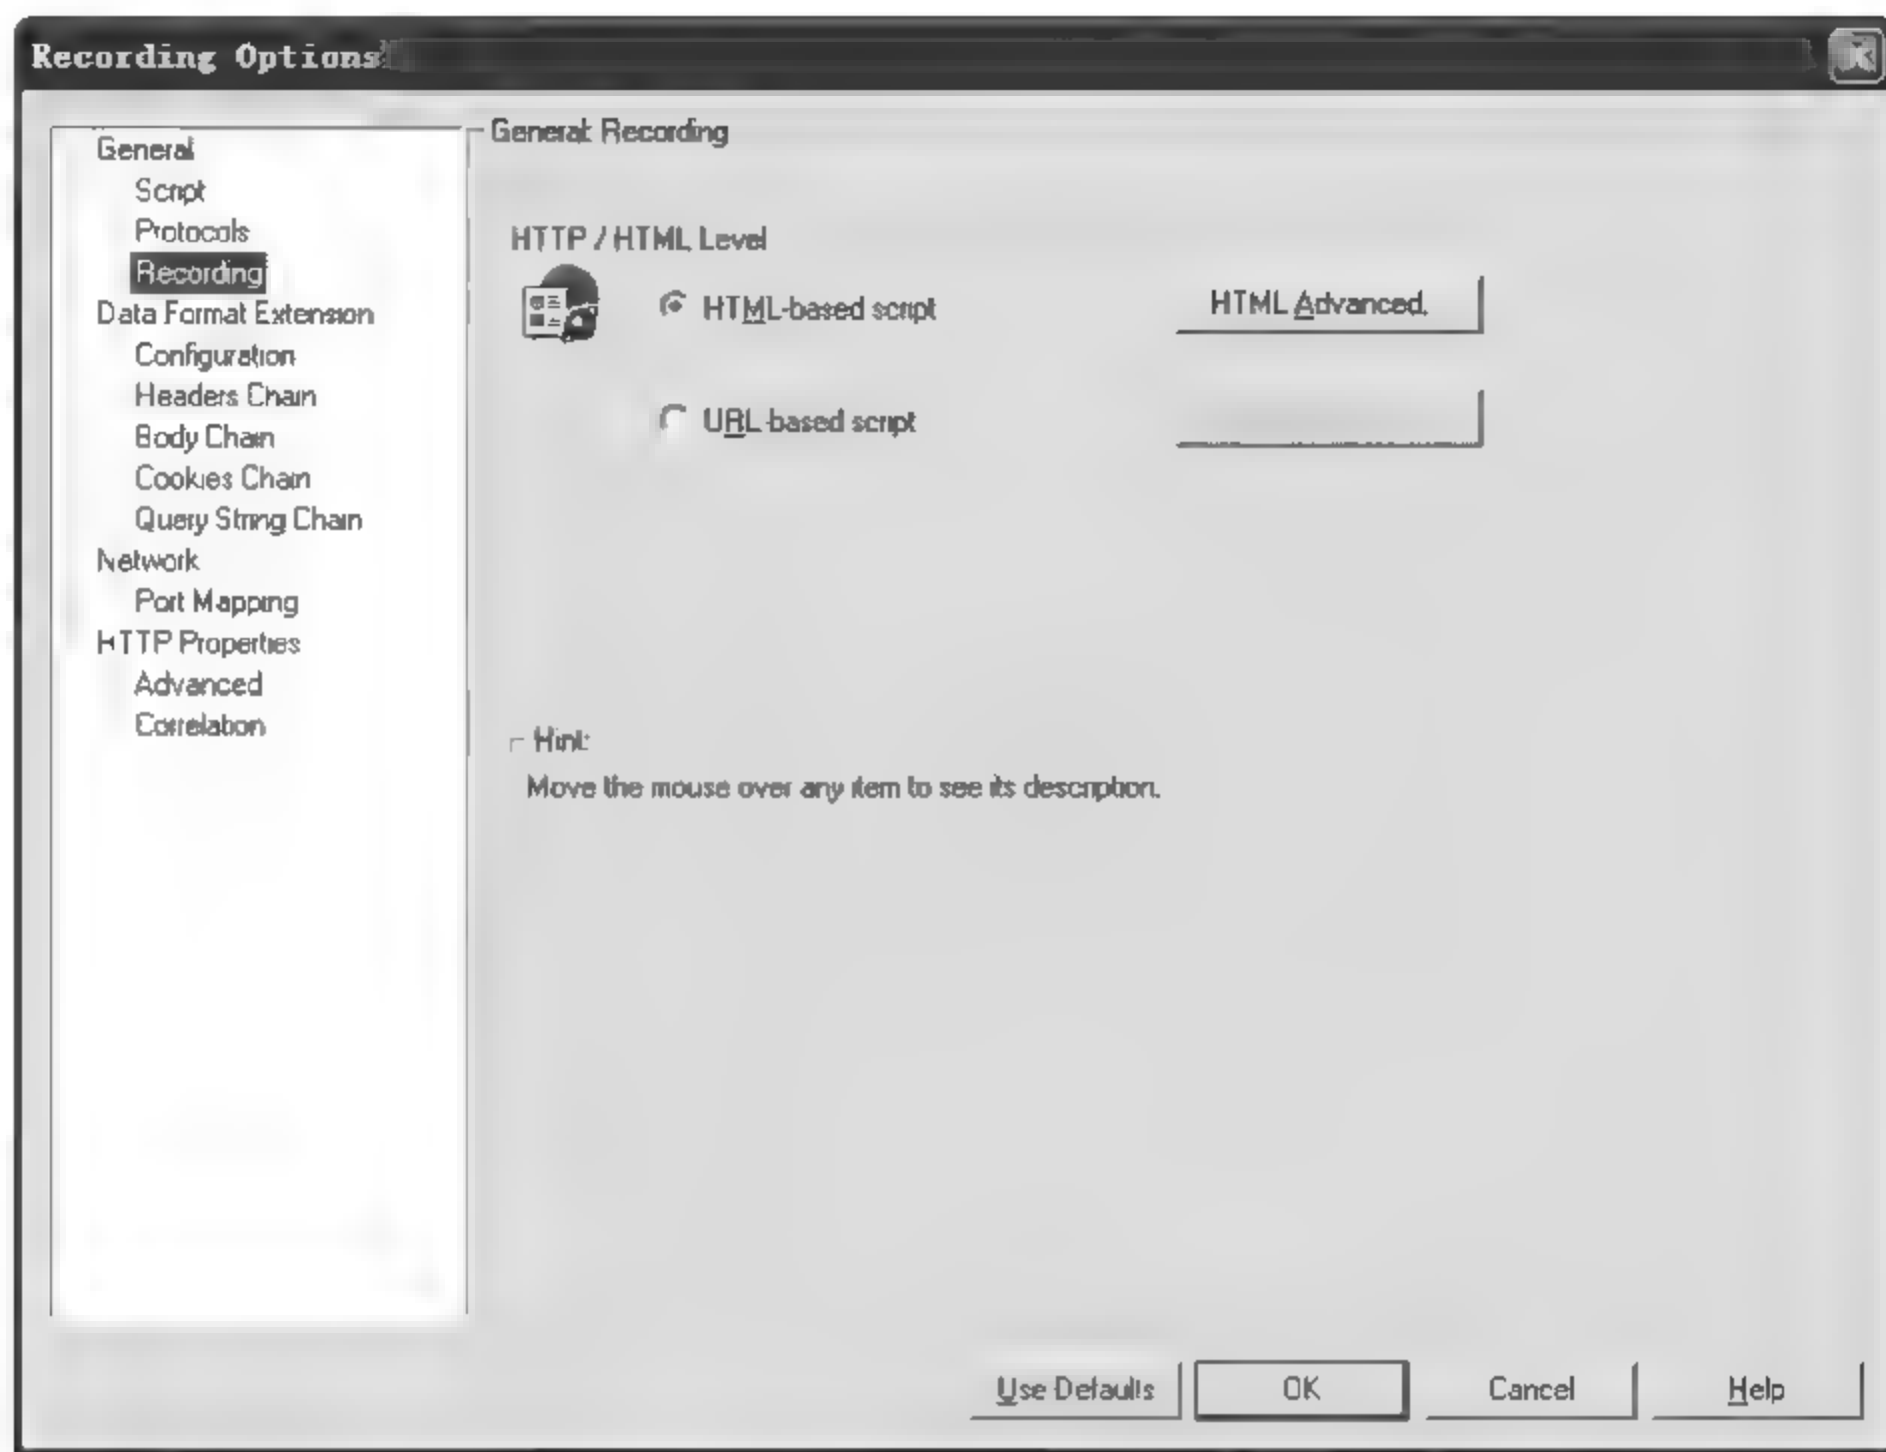 Recording Options
General
Script
Protocols
Recording
Data Format Extension
Configuration
Headers Chain
Body Chain
Cookies Chain
Query String Chain
Network
Port Mapping
HTTP Properties
Advanced
Correlation
General: Recording
HTTP / HTML Level
HTML-based script
HTML Advanced.
URL-based script
Hint:
Move the mouse over any item to see its description.
Use Defaults
OK
Cancel
Help